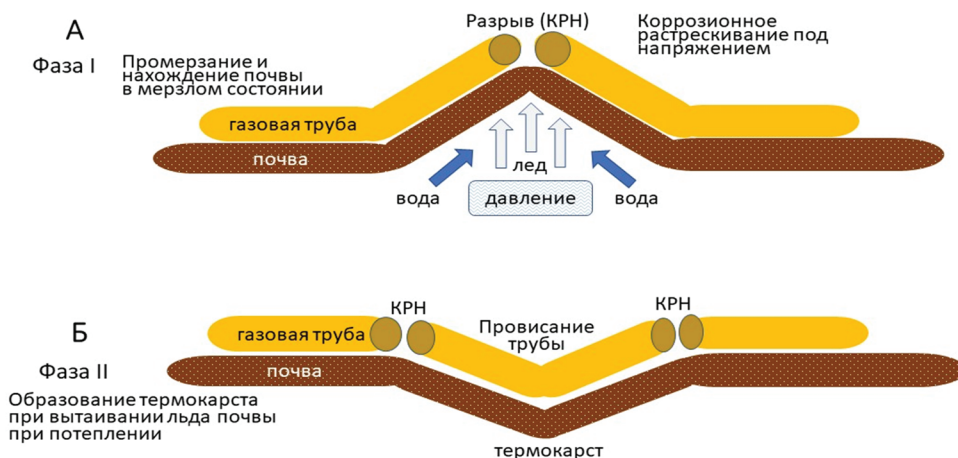 А
Фаза I
Промерзание и
нахождение почвы
в мерзлом состоянии
Разрыв (КРН)
Коррозионное
растрескивание под
напряжением
газовая труба
почва
лед
вода
давление
вода
Б
Фаза II
КРН
КРН
газовая труба
Провисание
трубы
почва
Образование термокарста
при вытаивании льда почвы
при потеплении
термокарст